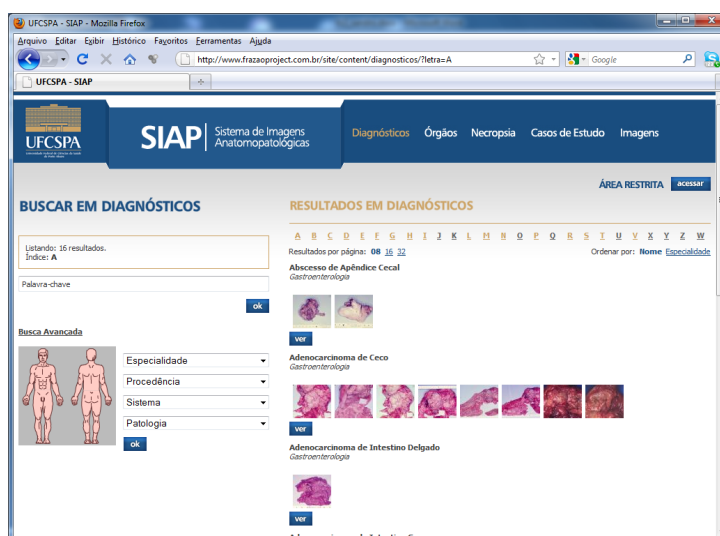 UFCSPA - SIAP - Mozilla Firefox
Arquivo Editar Exibir Histórico Favoritos Ferramentas Ajuda
http://www.frazaoproject.com.br/site/content/diagnosticos/?letra=A
Google
UFCSPA - SIAP
UFCSPA
SIAP
Sistema de Imagens
Anatomopatológicas
Diagnósticos Órgãos Necropsia Casos de Estudo Imagens
ÁREA RESTRITA acessar
BUSCAR EM DIAGNÓSTICOS
Listando: 16 resultados.
Índice: A
Palavra-chave
ok
Busca Avançada
Especialidade
Procedência
Sistema
Patologia
ok
RESULTADOS EM DIAGNÓSTICOS
A B C D E F G H I J K L M N O P Q R S T U V X Y Z W
Resultados por página: 08 16 32
Ordenar por: Nome Especialidade
Abscesso de Apêndice Cecal
Gastroenterologia
ver
Adenocarcinoma de Ceco
Gastroenterologia
ver
Adenocarcinoma de Intestino Delgado
Gastroenterologia
ver